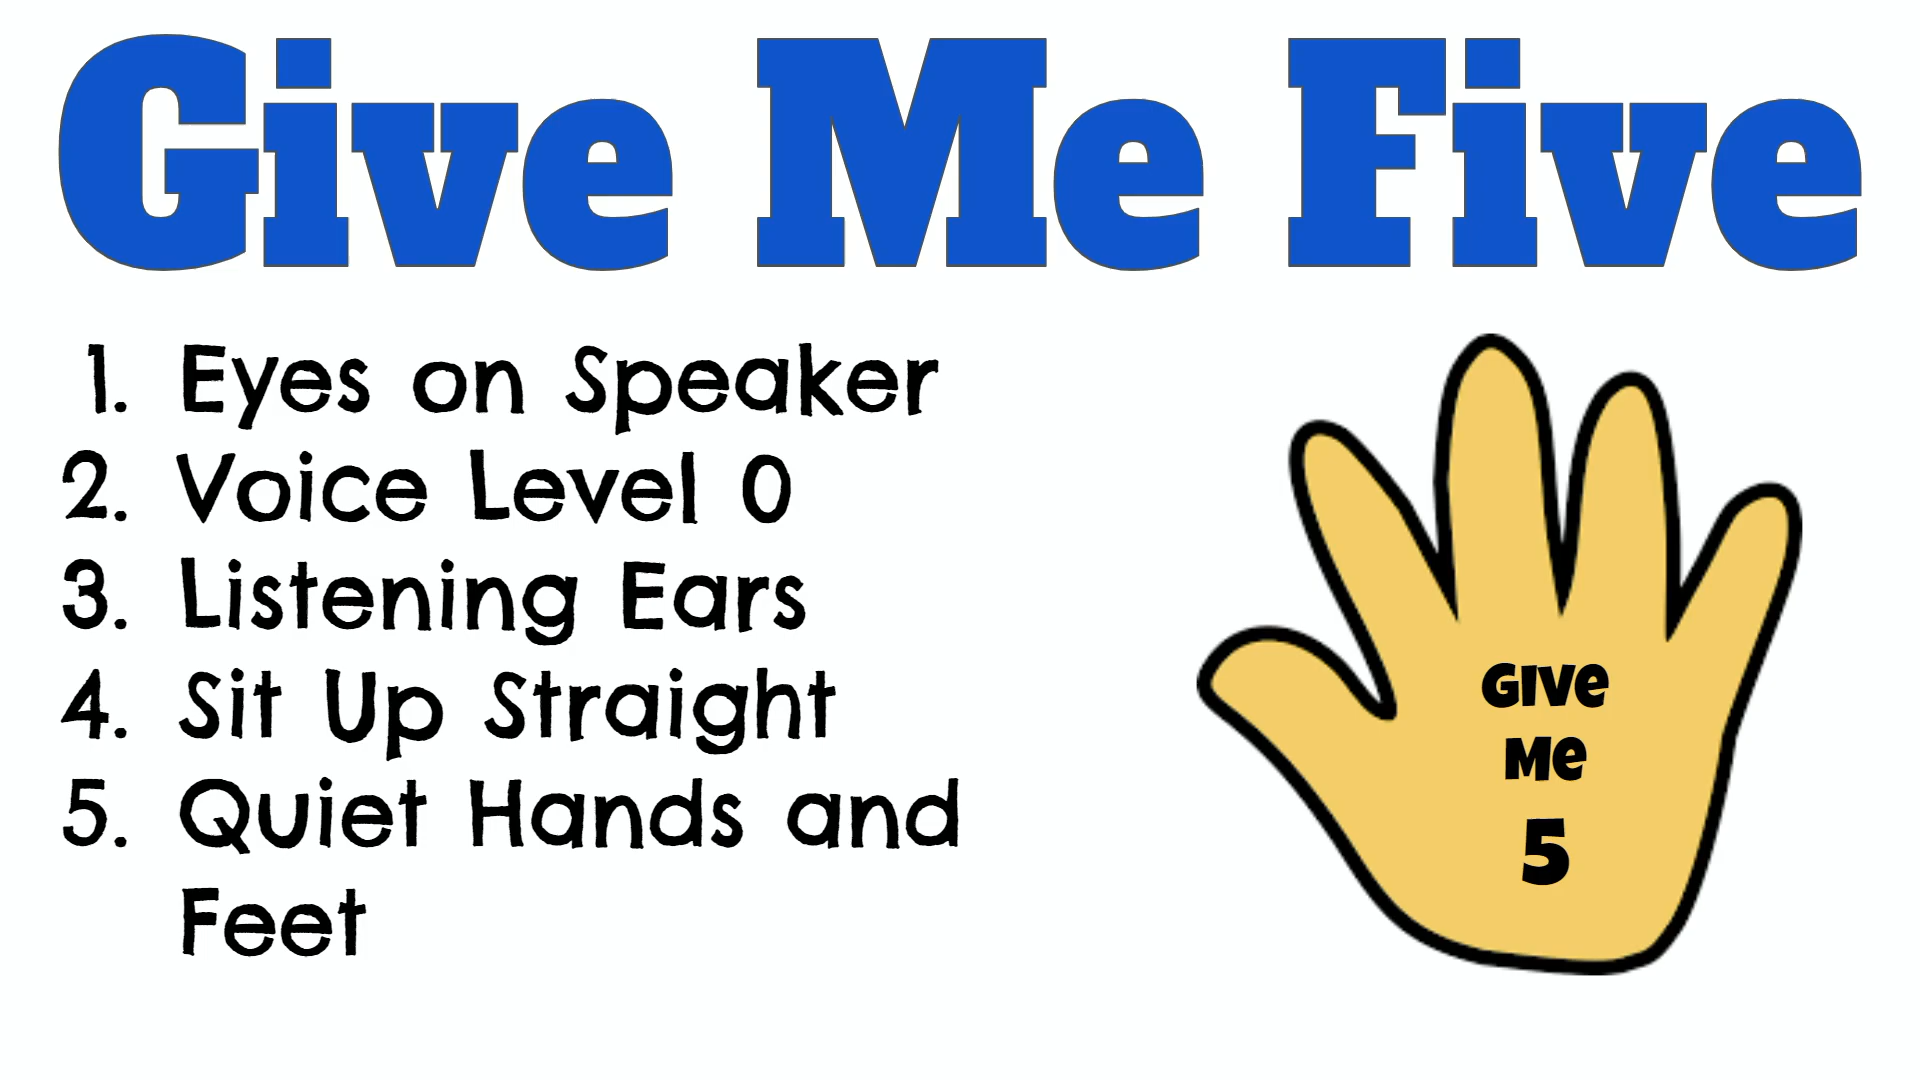 Give Me Five
1. Eyes on Speaker
2. Voice Level 0
3. Listening Ears
4. Sit Up Straight
5. Quiet Hands and
Feet
Give
Me
5